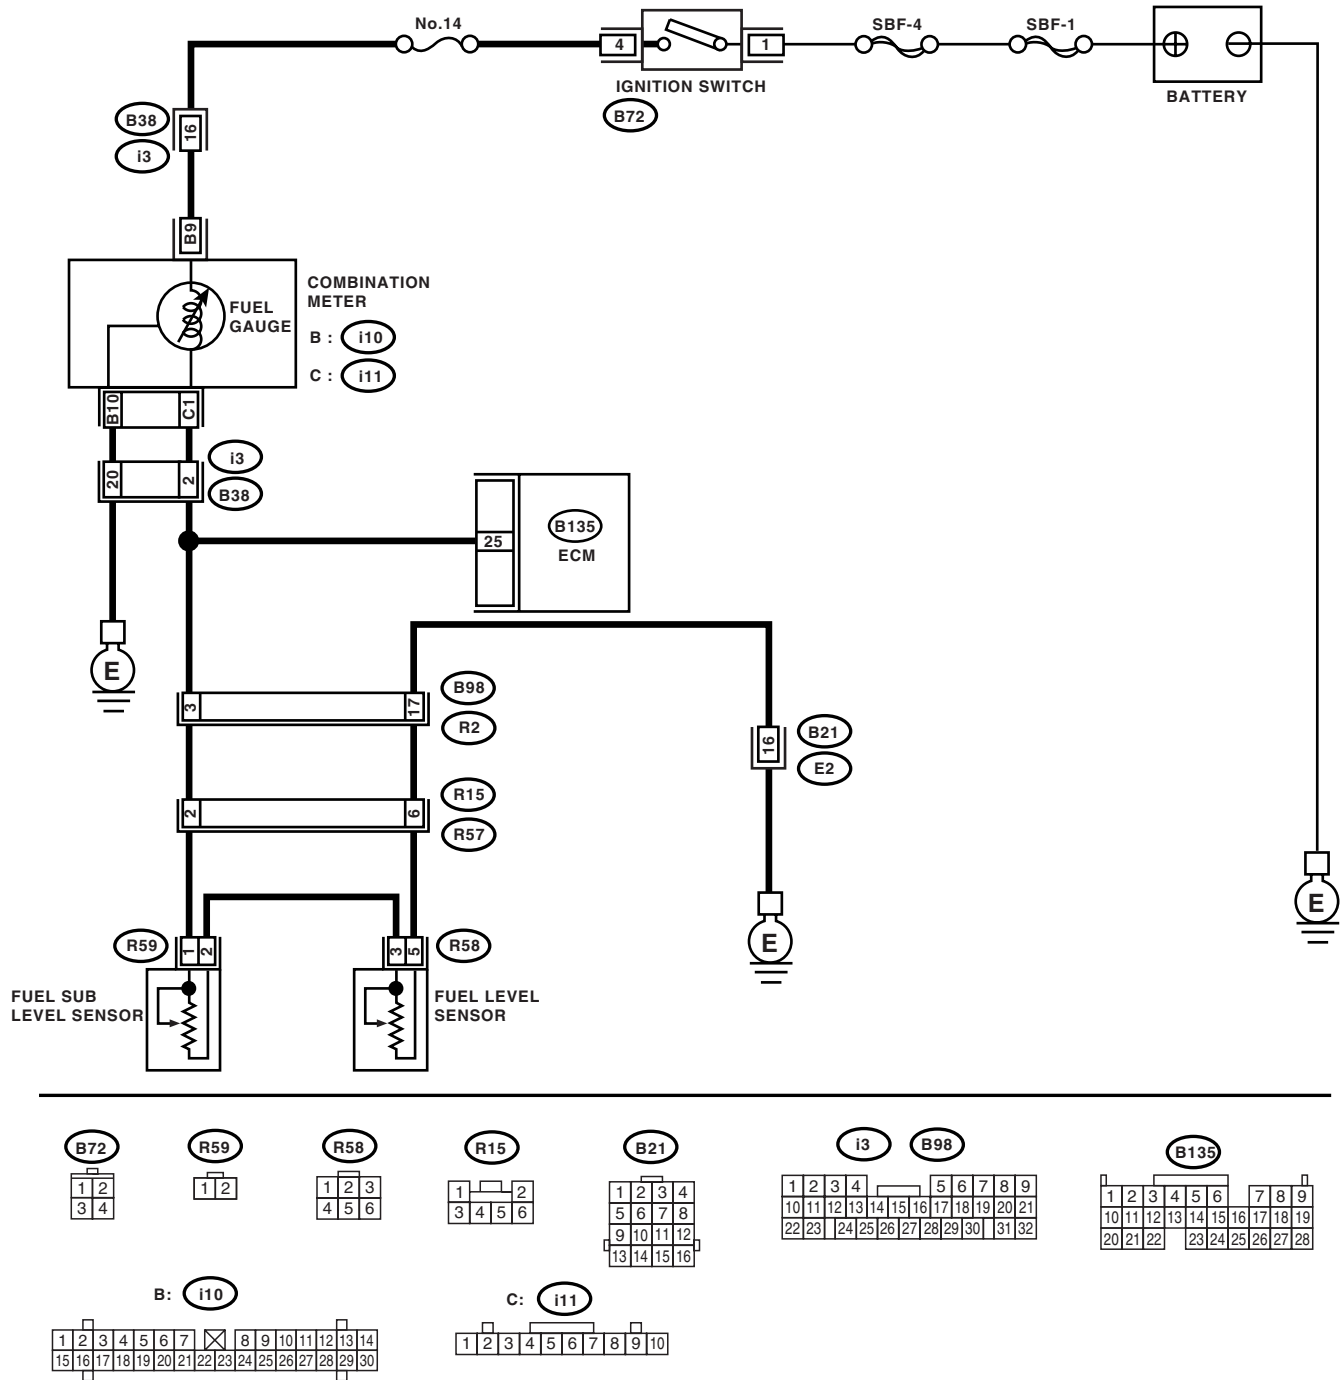 No.14
SBF-4
SBF-1
4
1
IGNITION SWITCH
B72
BATTERY
B38
16
i3
B9
COMBINATION
METER
FUEL
GAUGE
B : i10
C : i11
B10
C1
i3
20
2
B38
25
B135
ECM
E
3
17
B98
R2
16
B21
E2
2
6
R15
R57
E
E
R59
1 2
3 5
R58
FUEL SUB
LEVEL SENSOR
FUEL LEVEL
SENSOR
B72
1 2
3 4
R59
1 2
R58
1 2 3
4 5 6
R15
1 2
3 4 5 6
B21
1 2 3 4
5 6 7 8
9 10 11 12
13 14 15 16
i3 B98
1 2 3 4 5 6 7 8 9
10 11 12 13 14 15 16 17 18 19 20 21
22 23 24 25 26 27 28 29 30 31 32
B135
1 2 3 4 5 6 7 8 9
10 11 12 13 14 15 16 17 18 19
20 21 22 23 24 25 26 27 28
B: i10
1 2 3 4 5 6 7 8 9 10 11 12 13 14
15 16 17 18 19 20 21 22 23 24 25 26 27 28 29 30
C: i11
1 2 3 4 5 6 7 8 9 10